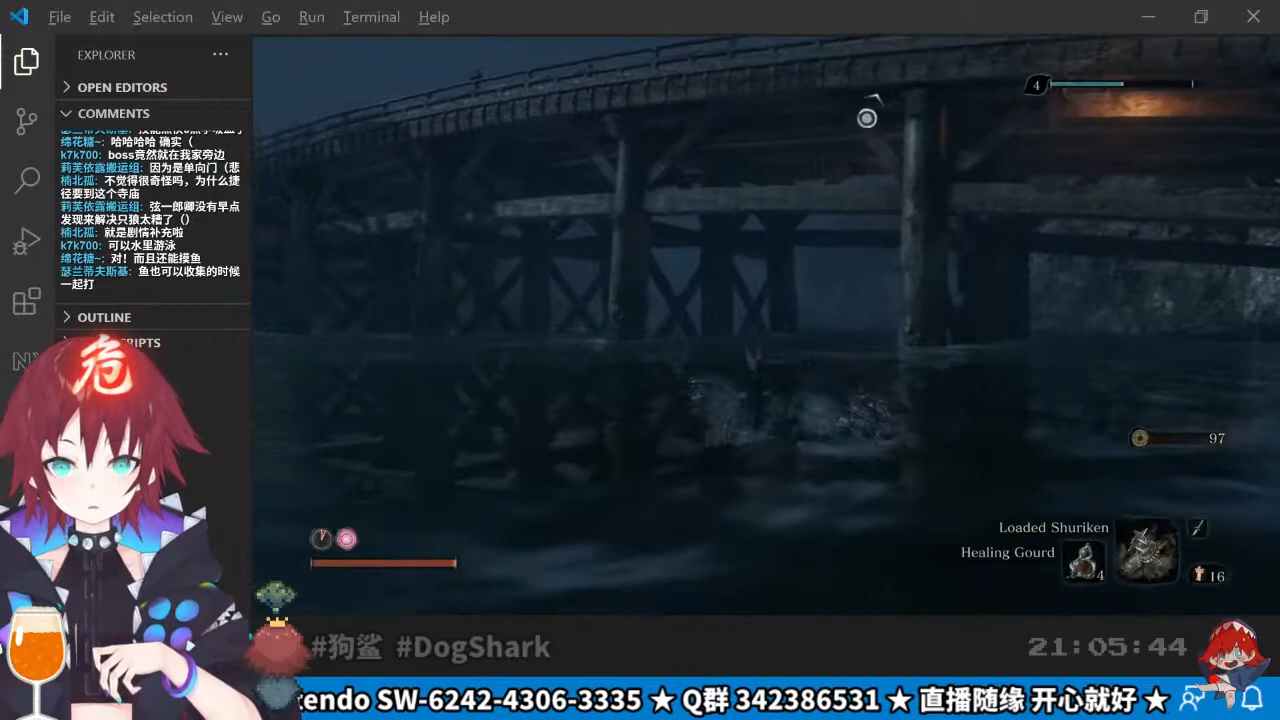 File Edit Selection View Go Run Terminal Help
EXPLORER
OPEN EDITORS
COMMENTS
缔花糖~: 哈哈哈哈 确实（
k7k700: boss竟然就在我家旁边
莉芙依露搬运组: 因为是单向门（悲
楠北孤: 不觉得很奇怪吗，为什么捷
径要到这个寺庙
莉芙依露搬运组: 弦一郎卿没有早点
发现来解决只狼太糟了（）
楠北孤: 就是剧情补充啦
k7k700: 可以水里游泳
缔花糖~: 对！而且还能摸鱼
瑟兰蒂夫斯基: 鱼也可以收集的时候
一起打
OUTLINE
危
4
97
Loaded Shuriken
Healing Gourd
4
16
#狗鲨 #DogShark
21:05:44
tendo SW-6242-4306-3335 ★ Q群 342386531 ★ 直播随缘 开心就好 ★